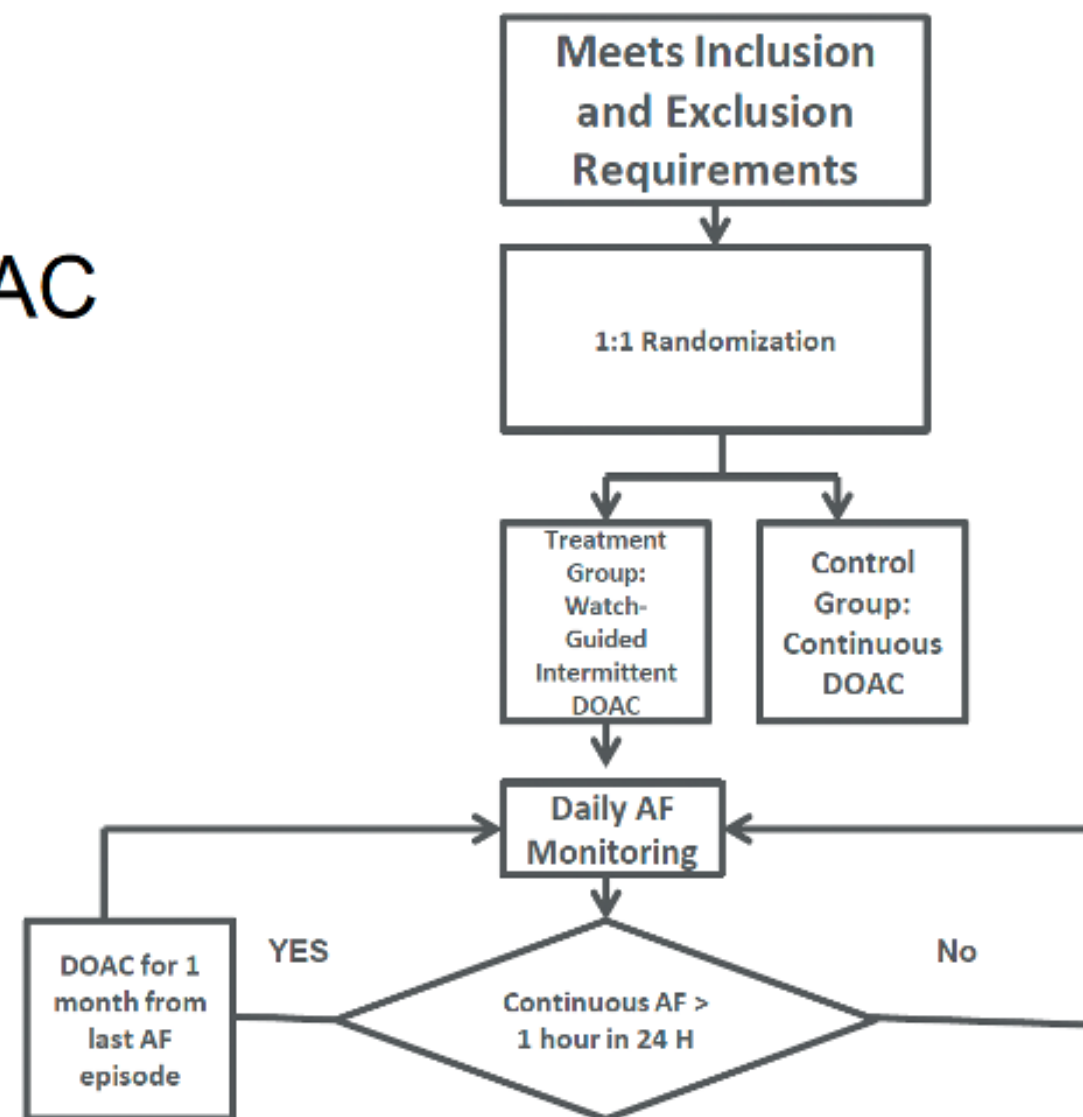 Meets Inclusion
and Exclusion
Requirements
AC
1:1 Randomization
Treatment
Group:
Watch-
Guided
Intermittent
DOAC
Control
Group:
Continuous
DOAC
Daily AF
Monitoring
YES
No
DOAC for 1
month from
last AF
episode
Continuous AF >
1 hour in 24 H